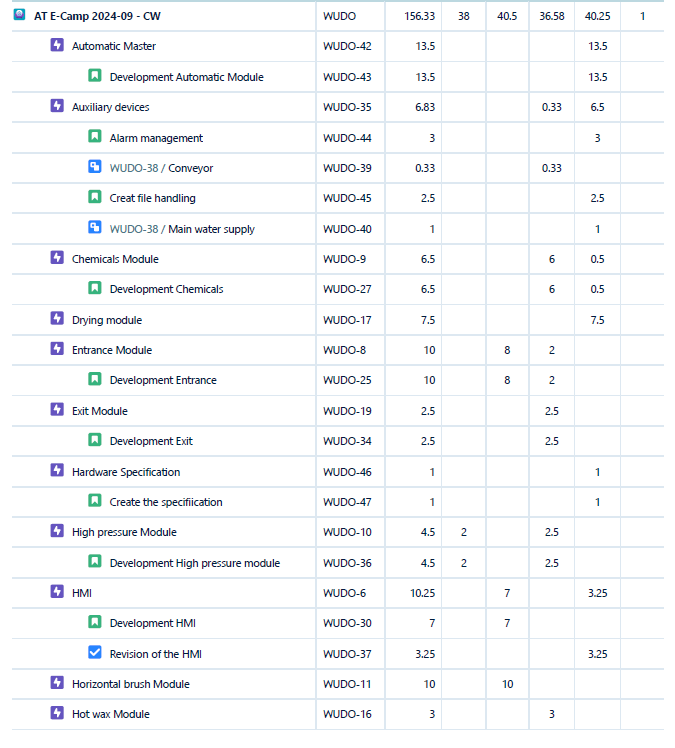 AT E-Camp 2024-09 - CW WUDO 156.33 38 40.5 36.58 40.25 1
Automatic Master WUDO-42 13.5 13.5
Development Automatic Module WUDO-43 13.5 13.5
Auxiliary devices WUDO-35 6.83 0.33 6.5
Alarm management WUDO-44 3 3
WUDO-38 / Conveyor WUDO-39 0.33 0.33
Creat file handling WUDO-45 2.5 2.5
WUDO-38 / Main water supply WUDO-40 1 1
Chemicals Module WUDO-9 6.5 6 0.5
Development Chemicals WUDO-27 6.5 6 0.5
Drying module WUDO-17 7.5 7.5
Entrance Module WUDO-8 10 8 2
Development Entrance WUDO-25 10 8 2
Exit Module WUDO-19 2.5 2.5
Development Exit WUDO-34 2.5 2.5
Hardware Specification WUDO-46 1 1
Create the specifiication WUDO-47 1 1
High pressure Module WUDO-10 4.5 2 2.5
Development High pressure module WUDO-36 4.5 2 2.5
HMI WUDO-6 10.25 7 3.25
Development HMI WUDO-30 7 7
Revision of the HMI WUDO-37 3.25 3.25
Horizontal brush Module WUDO-11 10 10
Hot wax Module WUDO-16 3 3